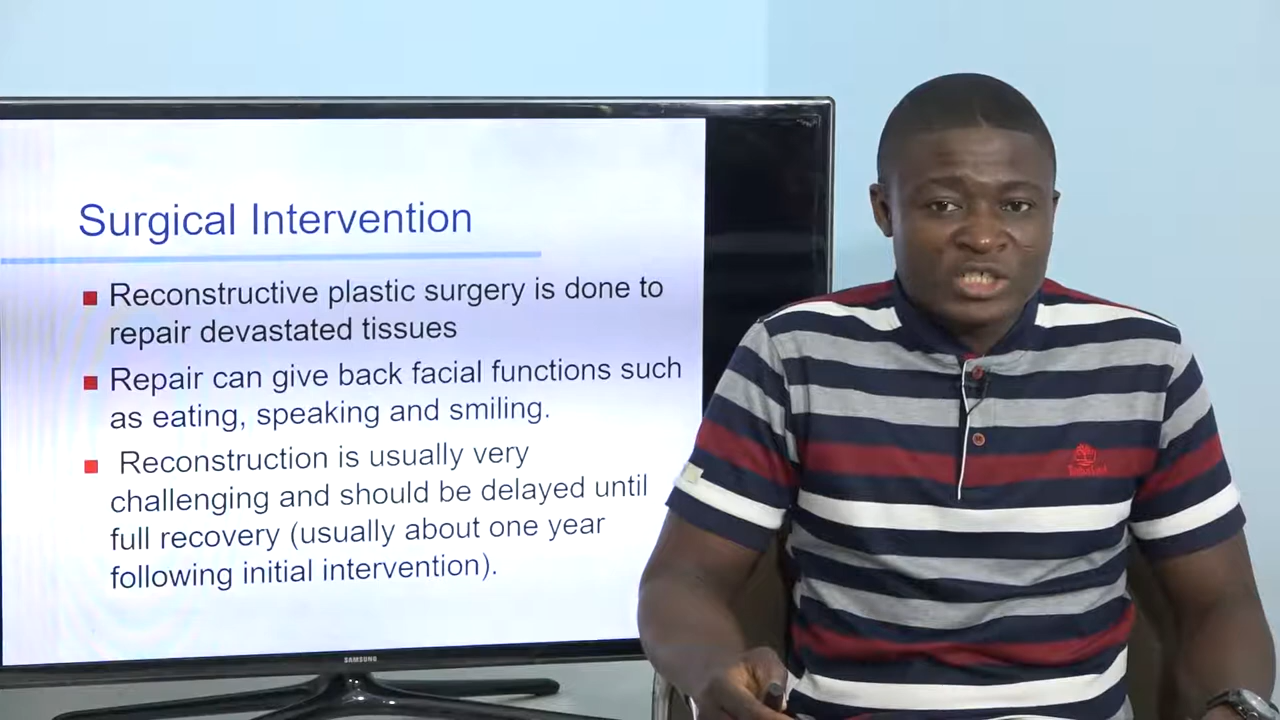 Surgical Intervention
Reconstructive plastic surgery is done to
repair devastated tissues
Repair can give back facial functions such
as eating, speaking and smiling.
Reconstruction is usually very
challenging and should be delayed until
full recovery (usually about one year
following initial intervention).
SAMSUNG